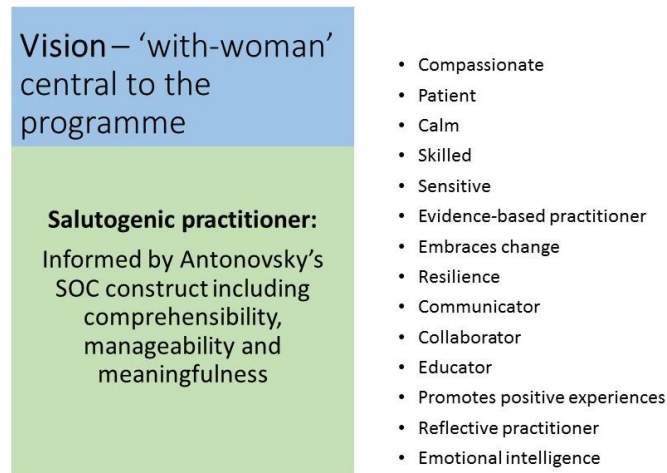 Vision – ‘with-woman’
central to the
programme
Salutogenic practitioner:
Informed by Antonovsky’s
SOC construct including
comprehensibility,
manageability and
meaningfulness
• Compassionate
• Patient
• Calm
• Skilled
• Sensitive
• Evidence-based practitioner
• Embraces change
• Resilience
• Communicator
• Collaborator
• Educator
• Promotes positive experiences
• Reflective practitioner
• Emotional intelligence